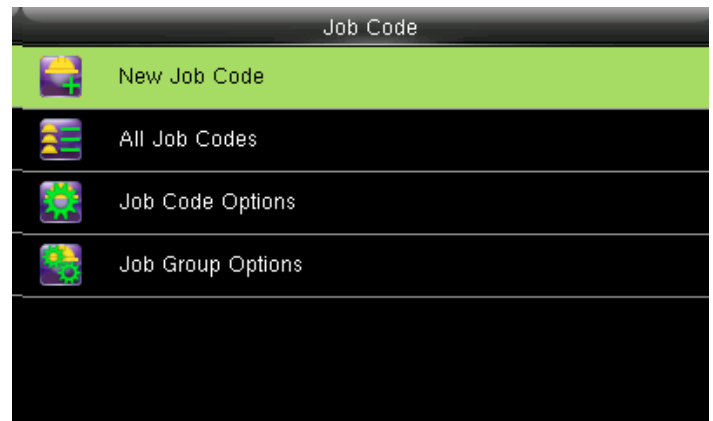 Job Code
New Job Code
All Job Codes
Job Code Options
Job Group Options